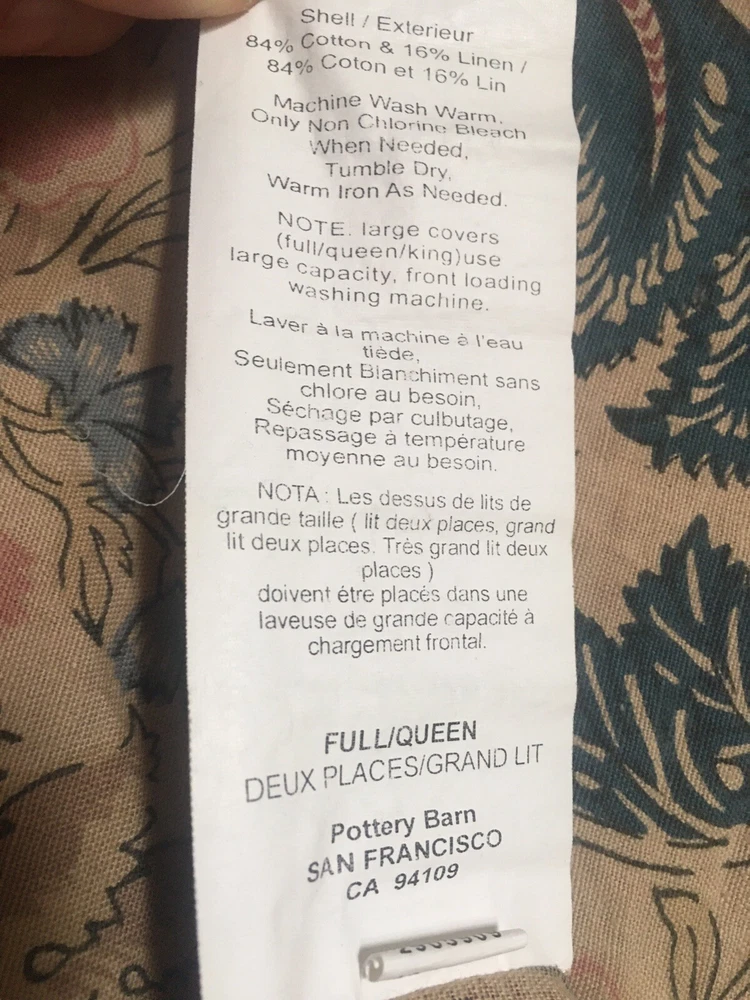 Shell / Exterieur
84% Cotton & 16% Linen /
84% Coton et 16% Lin
Machine Wash Warm,
Only Non Chlorine Bleach
When Needed,
Tumble Dry,
Warm Iron As Needed.
NOTE. large covers
(full/queen/king)use
large capacity, front loading
washing machine.
Laver à la machine à l'eau
tiède,
Seulement Blanchiment sans
chlore au besoin,
Séchage par culbutage,
Repassage à température
moyenne au besoin.
NOTA : Les dessus de lits de
grande taille ( lit deux places, grand
lit deux places. Très grand lit deux
places )
doivent étre placés dans une
laveuse de grande capacité à
chargement frontal.
FULL/QUEEN
DEUX PLACES/GRAND LIT
Pottery Barn
SAN FRANCISCO
CA 94109